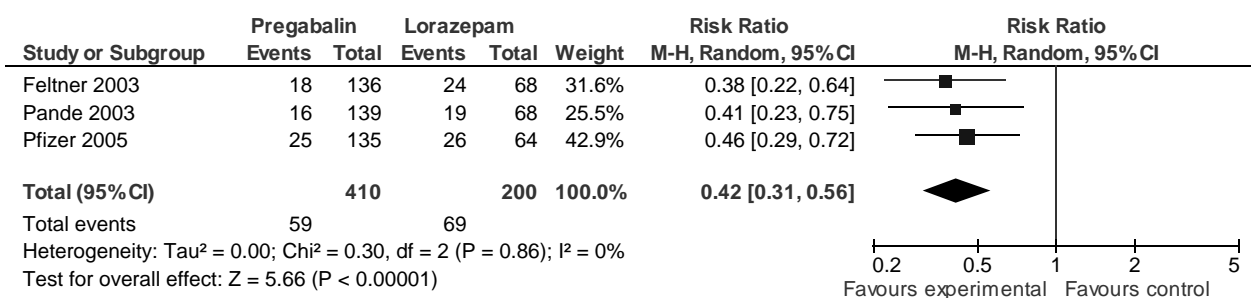 Pregabalin Lorazepam Risk Ratio Risk Ratio
Study or Subgroup Events Total Events Total Weight M-H, Random, 95% CI M-H, Random, 95% CI
Feltner 2003 18 136 24 68 31.6% 0.38 [0.22, 0.64]
Pande 2003 16 139 19 68 25.5% 0.41 [0.23, 0.75]
Pfizer 2005 25 135 26 64 42.9% 0.46 [0.29, 0.72]
Total (95% CI) 410 200 100.0% 0.42 [0.31, 0.56]
Total events 59 69
Heterogeneity: Tau² = 0.00; Chi² = 0.30, df = 2 (P = 0.86); I² = 0%
Test for overall effect: Z = 5.66 (P < 0.00001)
0.2 0.5 1 2 5
Favours experimental Favours control